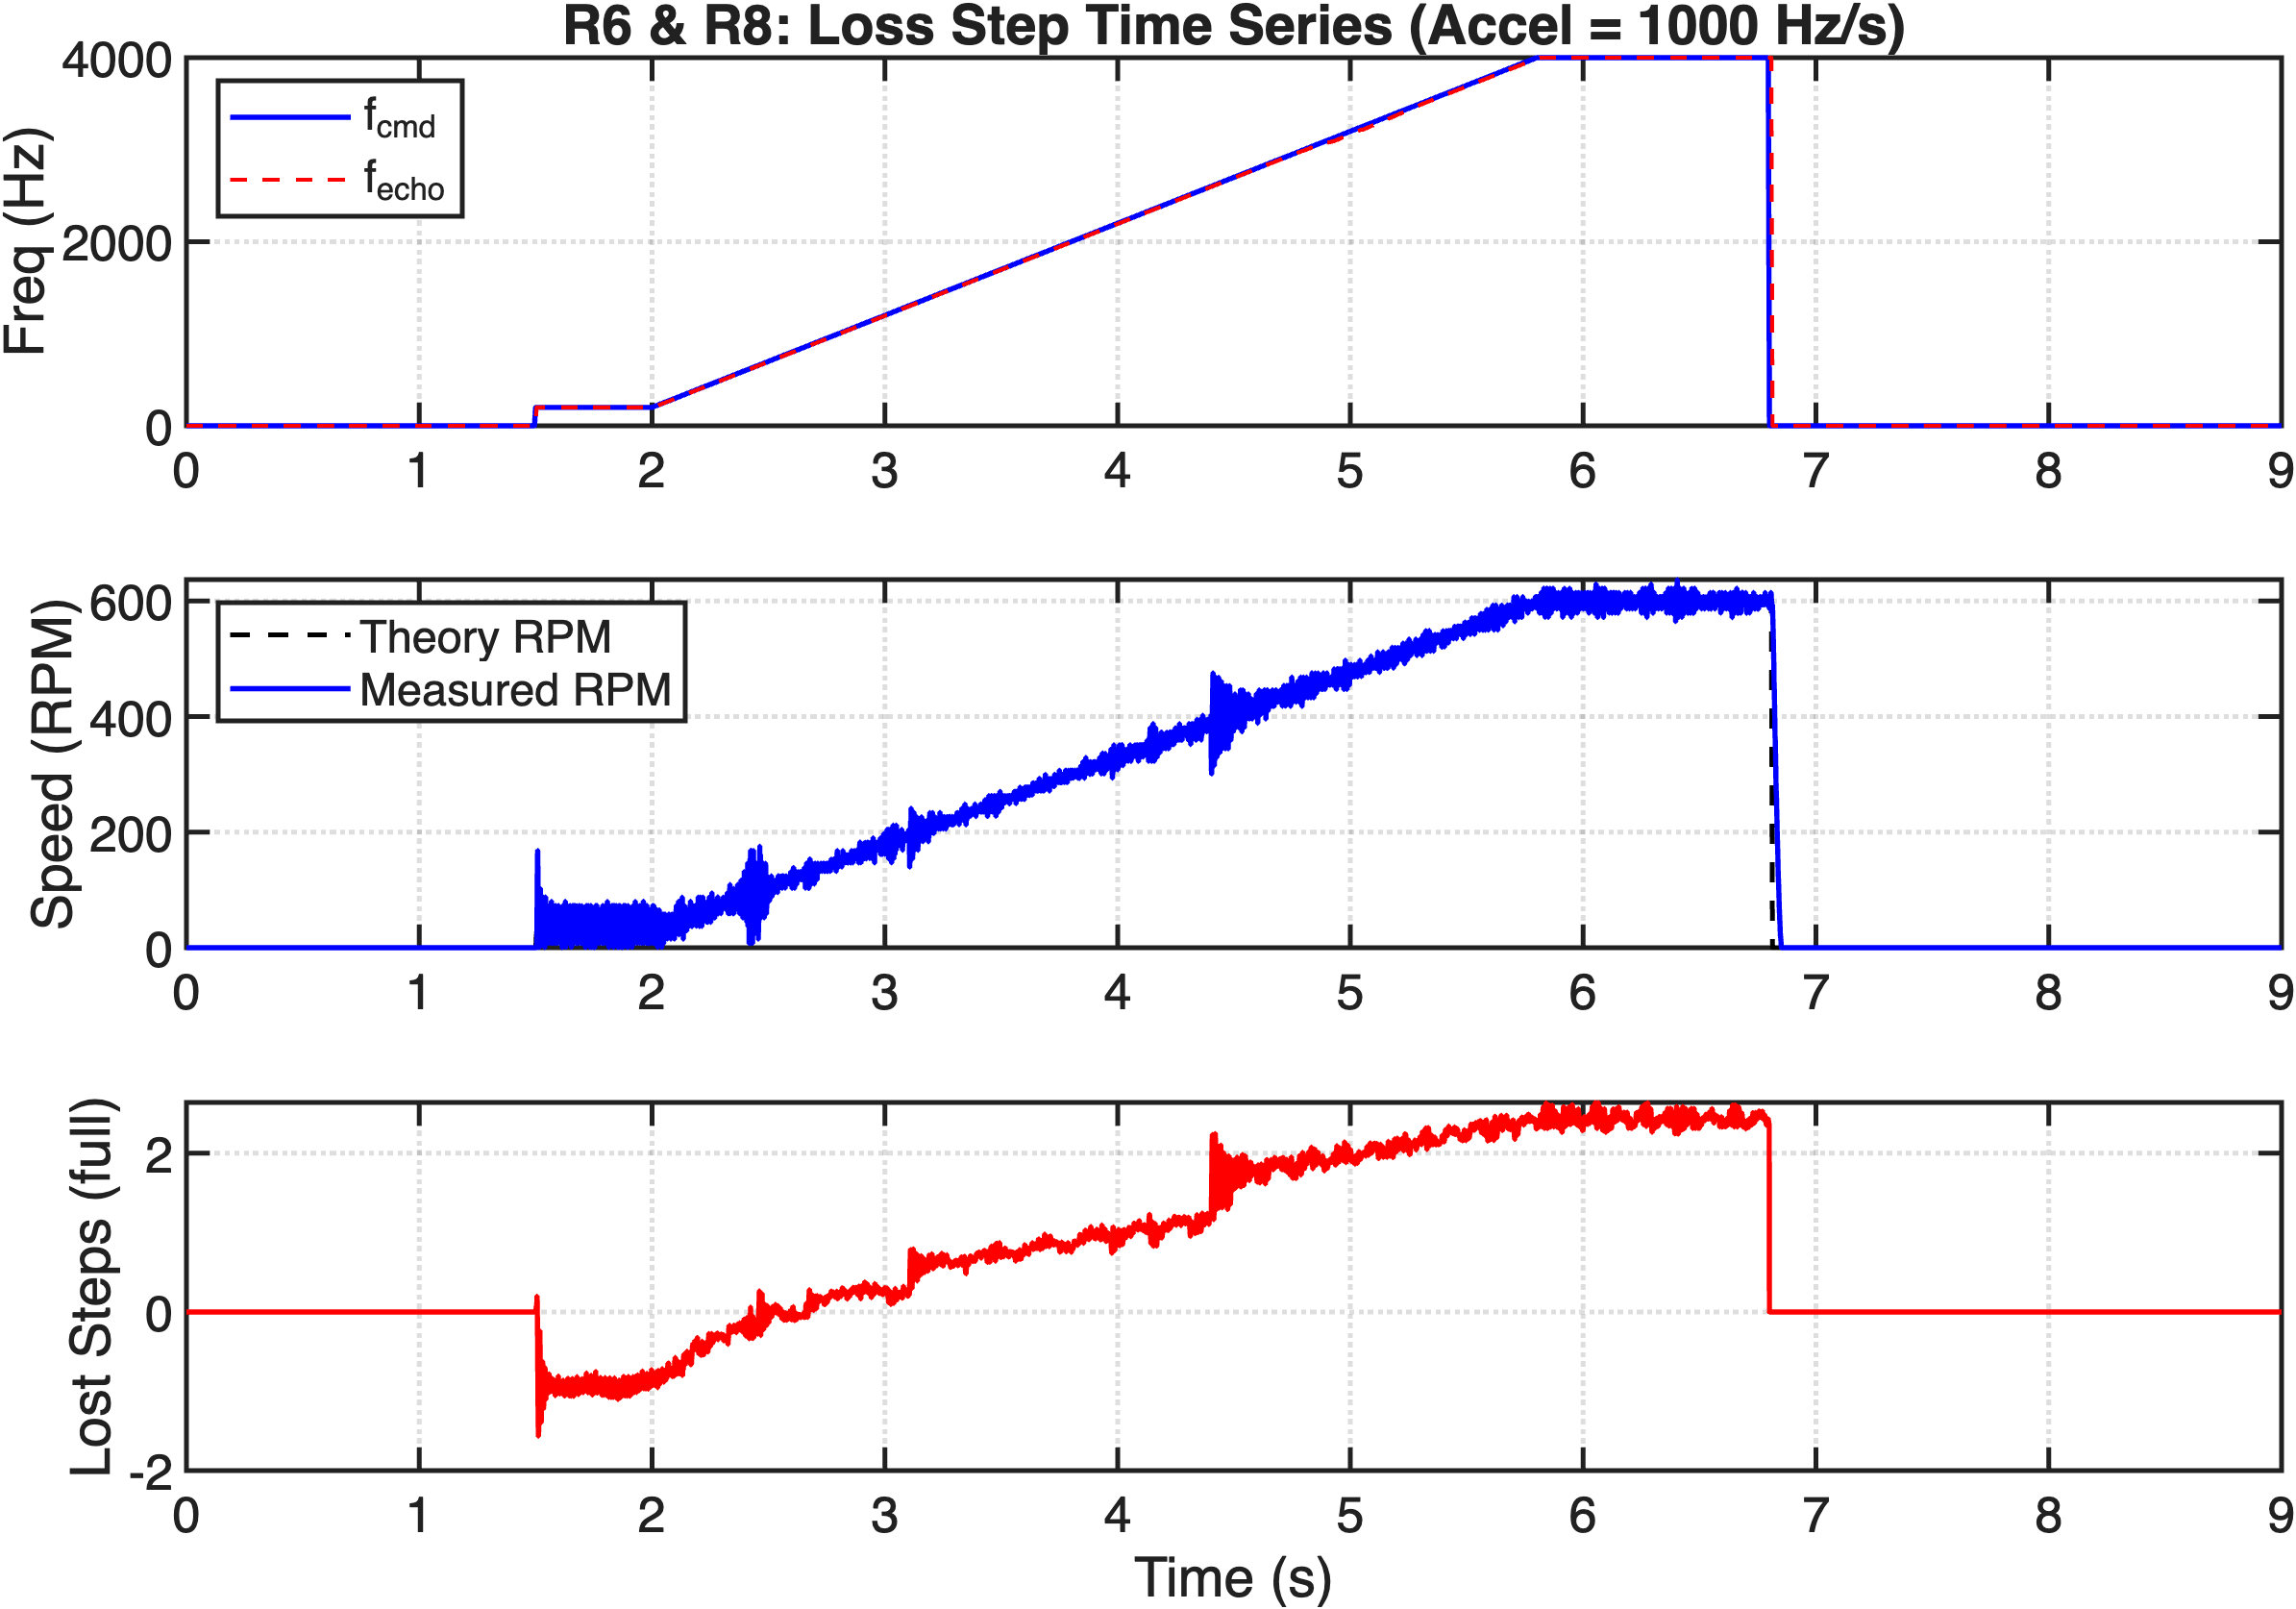 R6 & R8: Loss Step Time Series (Accel = 1000 Hz/s)
4000
2000
0
Freq (Hz)
f_cmd
f_echo
0 1 2 3 4 5 6 7 8 9
600
400
200
0
Speed (RPM)
Theory RPM
Measured RPM
0 1 2 3 4 5 6 7 8 9
2
0
-2
Lost Steps (full)
0 1 2 3 4 5 6 7 8 9
Time (s)